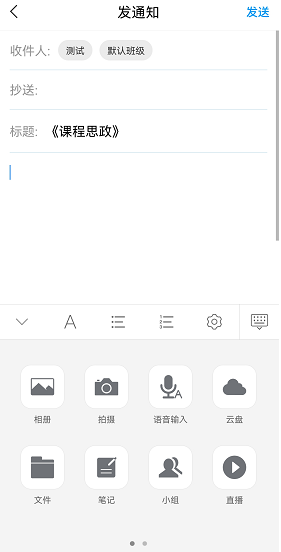 发通知
发送
收件人: 测试 默认班级
抄送:
标题: 《课程思政》
A
相册 拍摄 语音输入 云盘
文件 笔记 小组 直播